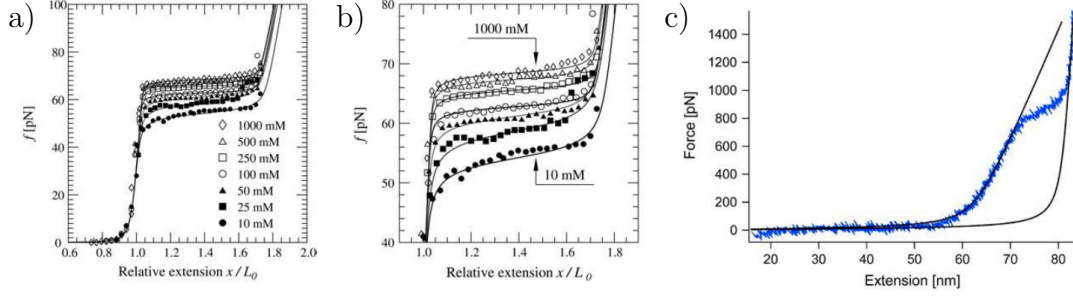 a)
100
80
60
40
20
0
f [pN]
1000 mM
500 mM
250 mM
100 mM
50 mM
25 mM
10 mM
0.6 0.8 1.0 1.2 1.4 1.6 1.8 2.0
Relative extension x / L0
b)
80
70
60
50
40
f [pN]
1000 mM
10 mM
1.0 1.2 1.4 1.6 1.8
Relative extension x / L0
c)
1400
1200
1000
800
600
400
200
0
Force [pN]
20 30 40 50 60 70 80
Extension [nm]